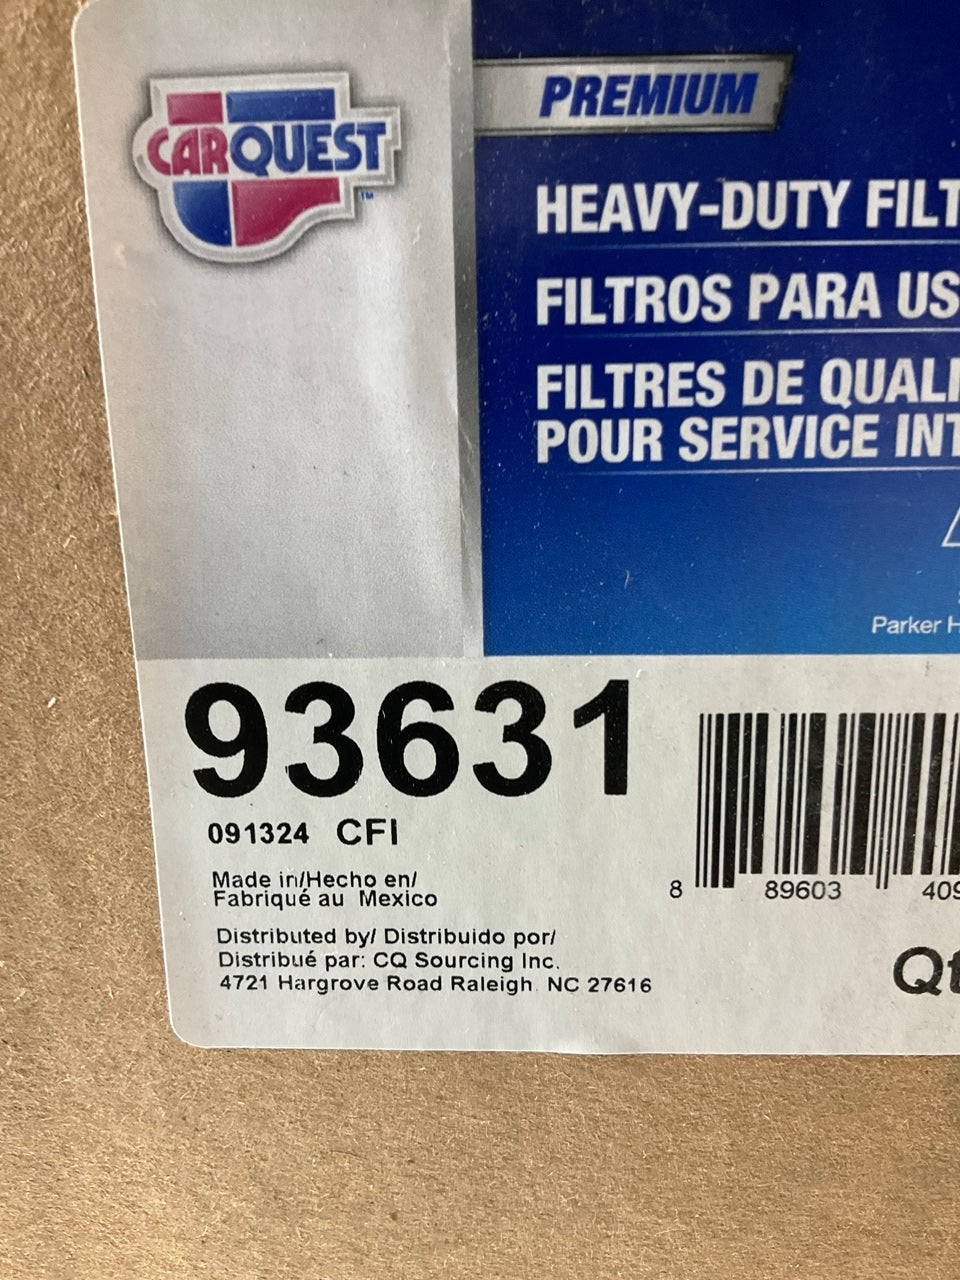 CARQUEST
TM
PREMIUM
HEAVY-DUTY FILT
FILTROS PARA US
FILTRES DE QUALI
POUR SERVICE INT
Parker H
93631
091324 CFI
Made in/Hecho en/
Fabriqué au Mexico
8 89603 409
Distributed by/ Distribuido por/
Distribué par: CQ Sourcing Inc.
4721 Hargrove Road Raleigh NC 27616
Qt